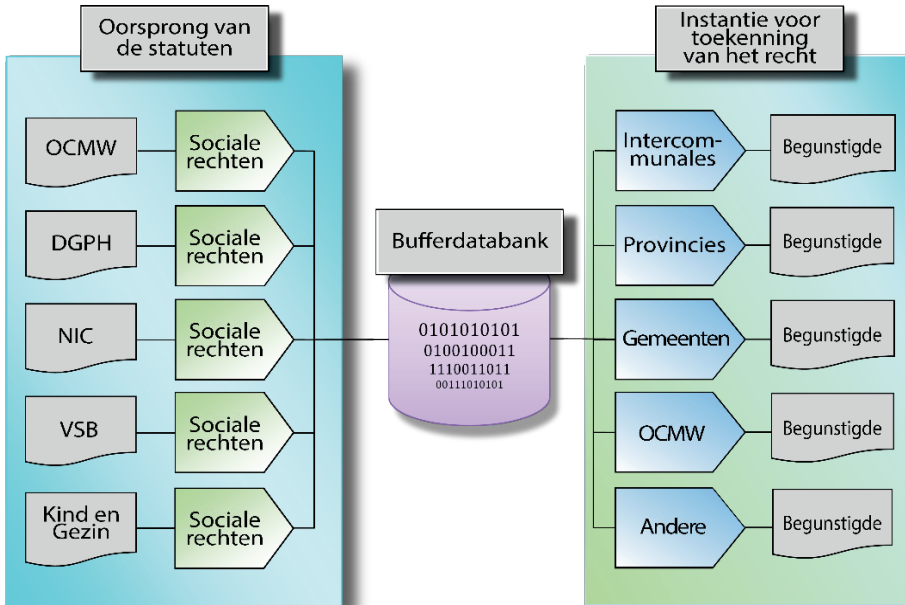 Oorsprong van
de statuten
OCMW
Sociale
rechten
DGPH
Sociale
rechten
NIC
Sociale
rechten
VSB
Sociale
rechten
Kind en
Gezin
Sociale
rechten
Bufferdatabank
0101010101
0100100011
1110011011
00111010101
Instantie voor
toekenning
van het recht
Intercom-
munales
Begunstigde
Provincies
Begunstigde
Gemeenten
Begunstigde
OCMW
Begunstigde
Andere
Begunstigde